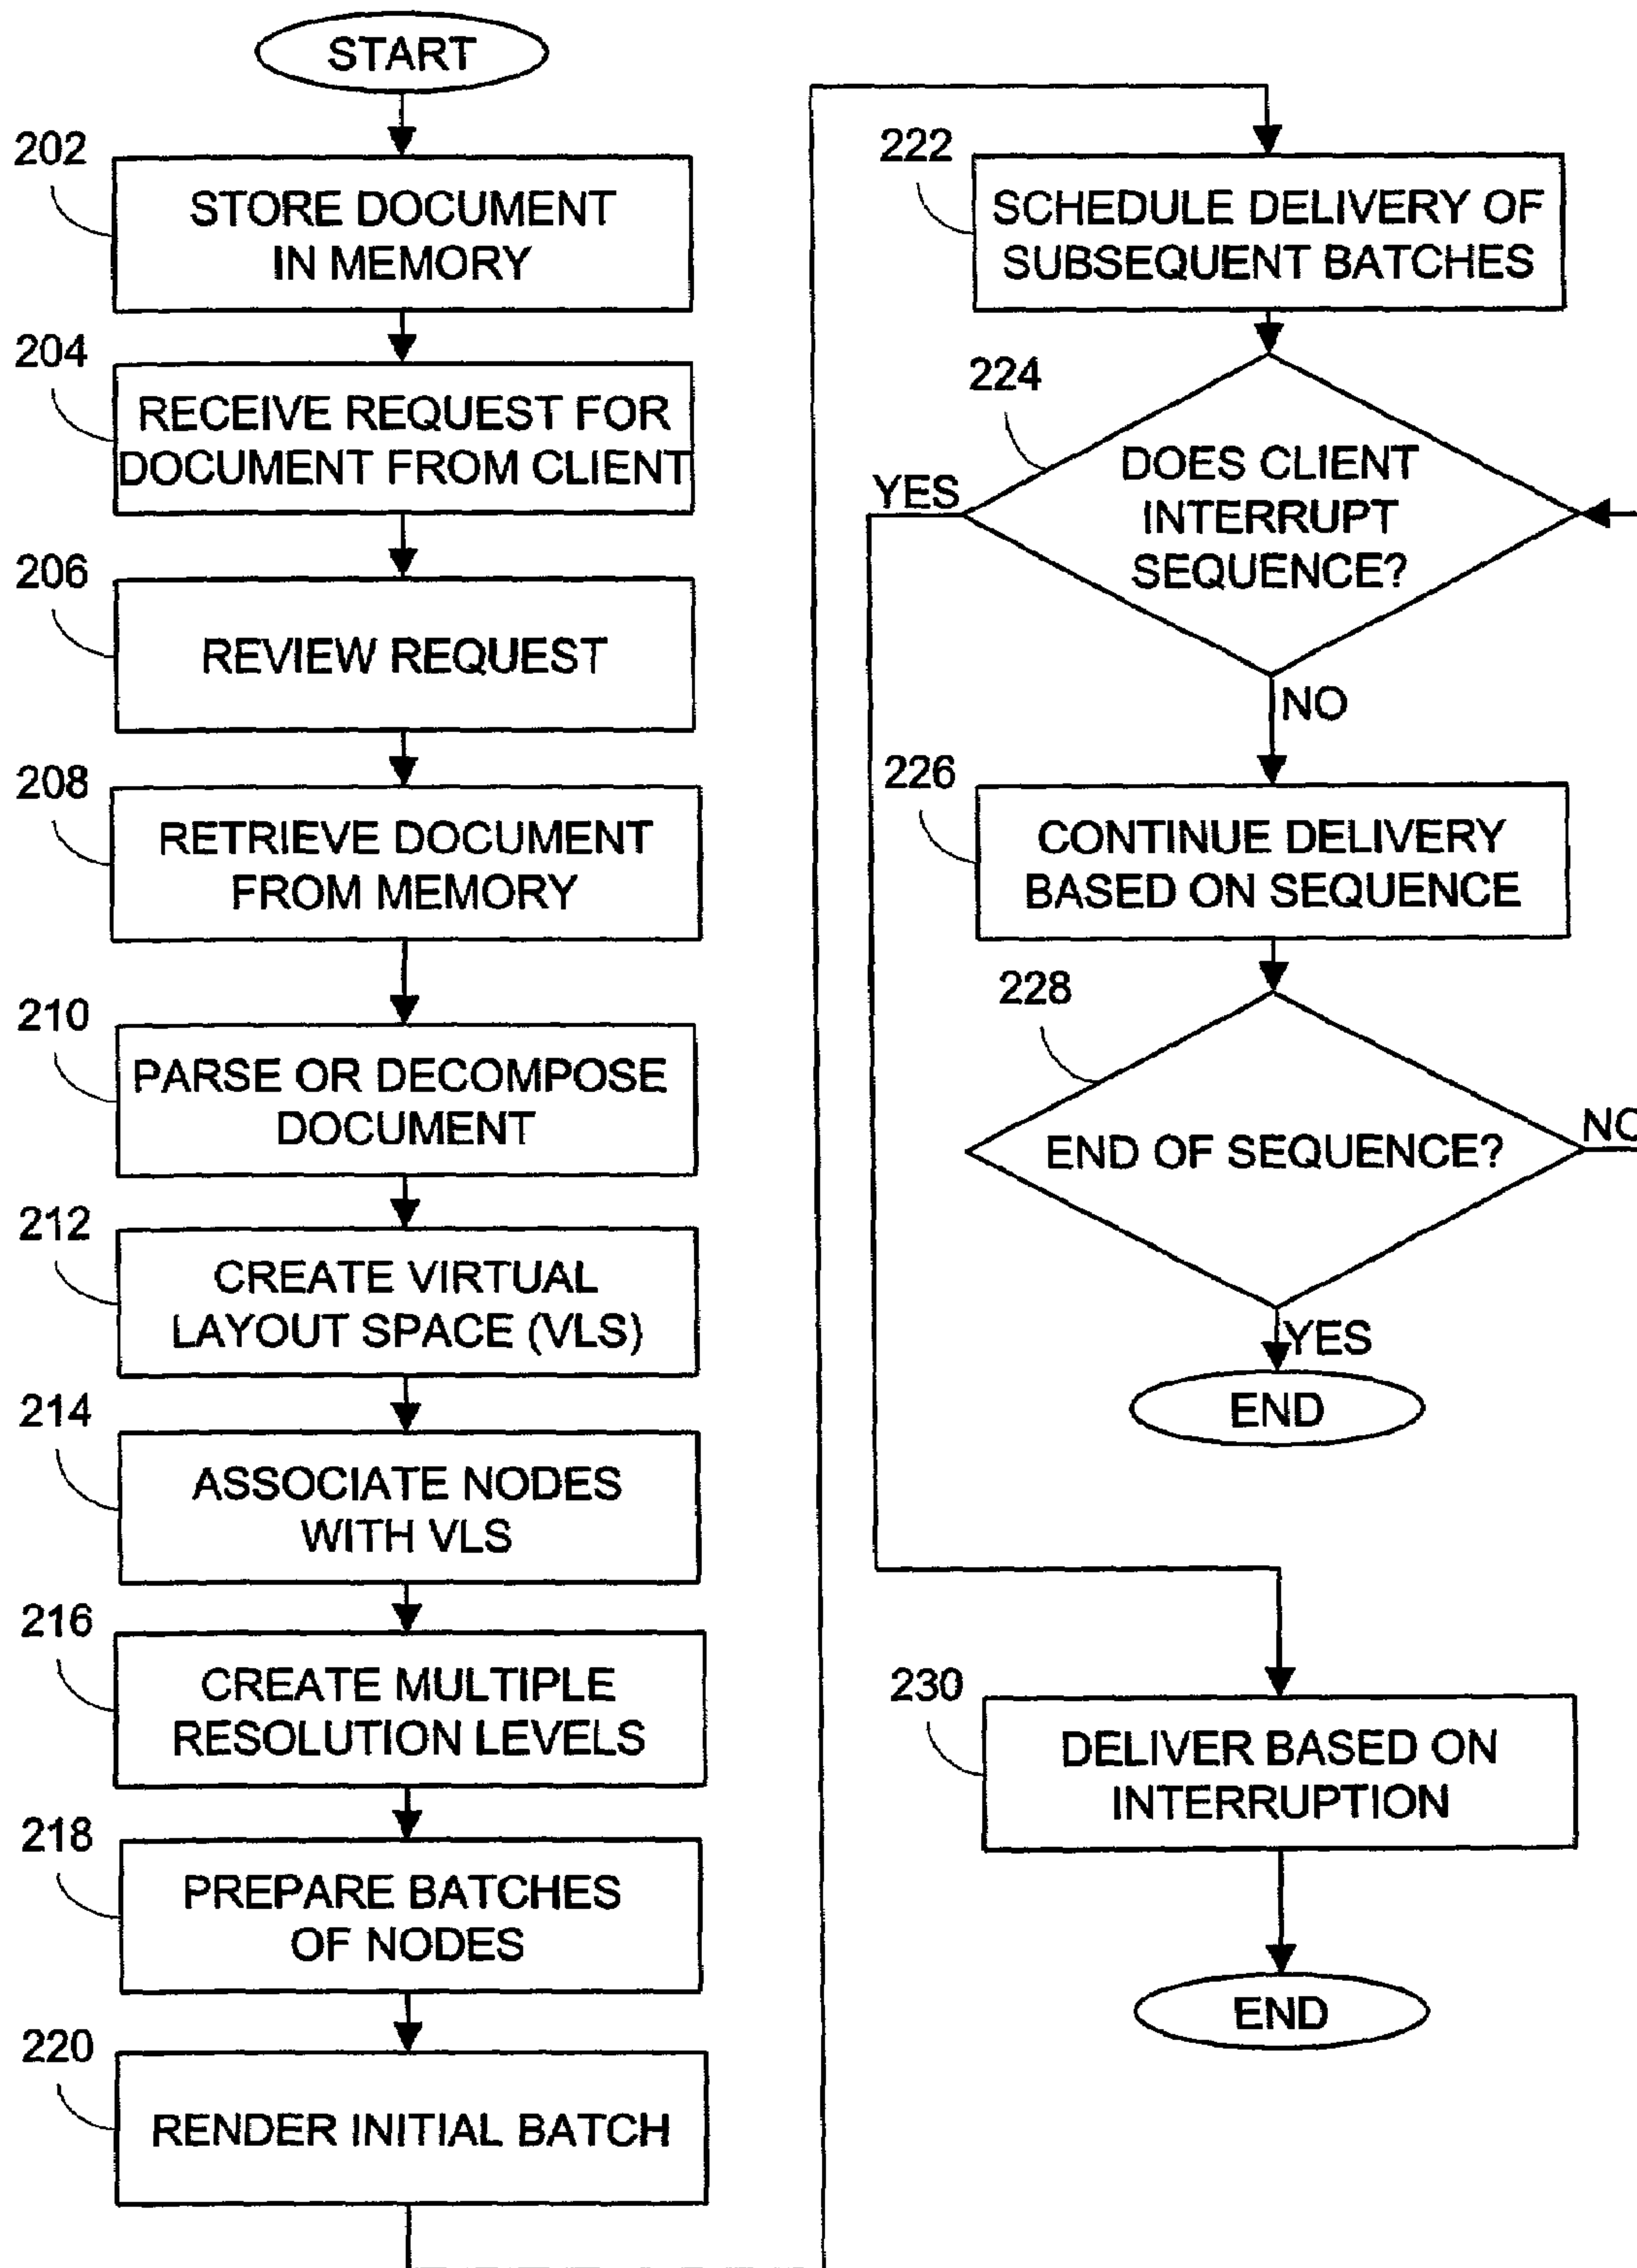 START
202
STORE DOCUMENT
IN MEMORY
204
RECEIVE REQUEST FOR
DOCUMENT FROM CLIENT
206
REVIEW REQUEST
208
RETRIEVE DOCUMENT
FROM MEMORY
210
PARSE OR DECOMPOSE
DOCUMENT
212
CREATE VIRTUAL
LAYOUT SPACE (VLS)
214
ASSOCIATE NODES
WITH VLS
216
CREATE MULTIPLE
RESOLUTION LEVELS
218
PREPARE BATCHES
OF NODES
220
RENDER INITIAL BATCH
222
SCHEDULE DELIVERY OF
SUBSEQUENT BATCHES
224
DOES CLIENT
INTERRUPT
SEQUENCE?
YES
NO
226
CONTINUE DELIVERY
BASED ON SEQUENCE
228
END OF SEQUENCE?
NO
YES
END
230
DELIVER BASED ON
INTERRUPTION
END